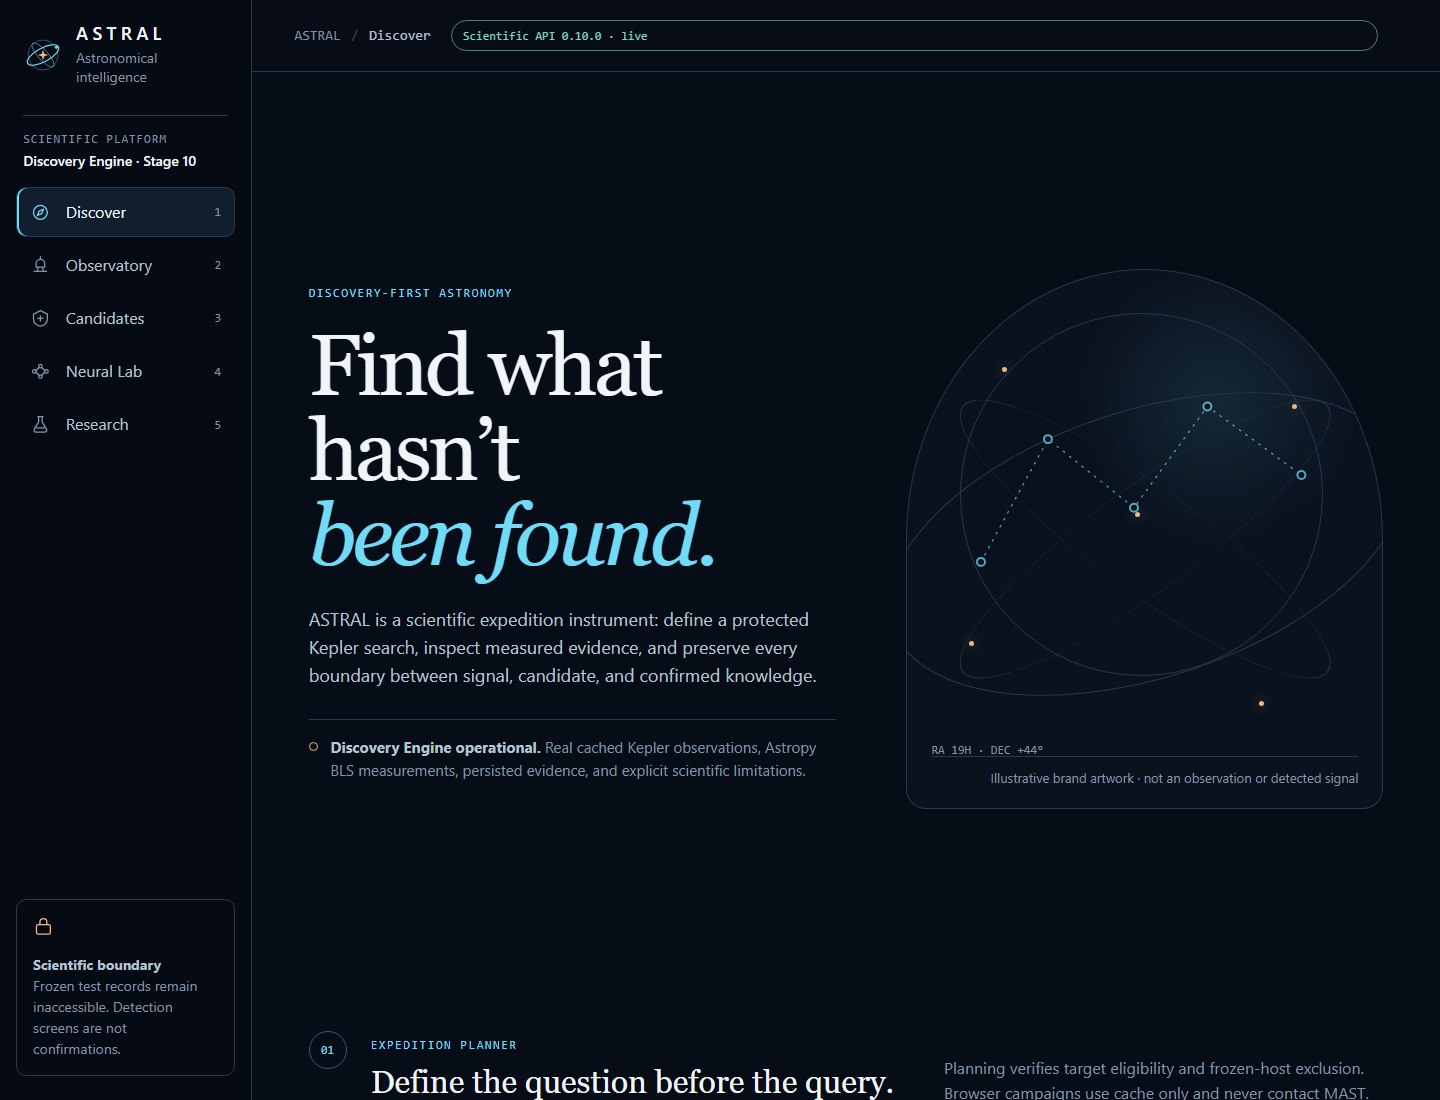 ASTRAL
Astronomical
intelligence
SCIENTIFIC PLATFORM
Discovery Engine · Stage 10
Discover 1
Observatory 2
Candidates 3
Neural Lab 4
Research 5
Scientific boundary
Frozen test records remain
inaccessible. Detection
screens are not
confirmations.
ASTRAL / Discover
Scientific API 0.10.0 · live
DISCOVERY-FIRST ASTRONOMY
Find what
hasn’t
been found.
ASTRAL is a scientific expedition instrument: define a protected
Kepler search, inspect measured evidence, and preserve every
boundary between signal, candidate, and confirmed knowledge.
Discovery Engine operational. Real cached Kepler observations, Astropy
BLS measurements, persisted evidence, and explicit scientific limitations.
RA 19H · DEC +44°
Illustrative brand artwork · not an observation or detected signal
01
EXPEDITION PLANNER
Define the question before the query.
Planning verifies target eligibility and frozen-host exclusion.
Browser campaigns use cache only and never contact MAST.